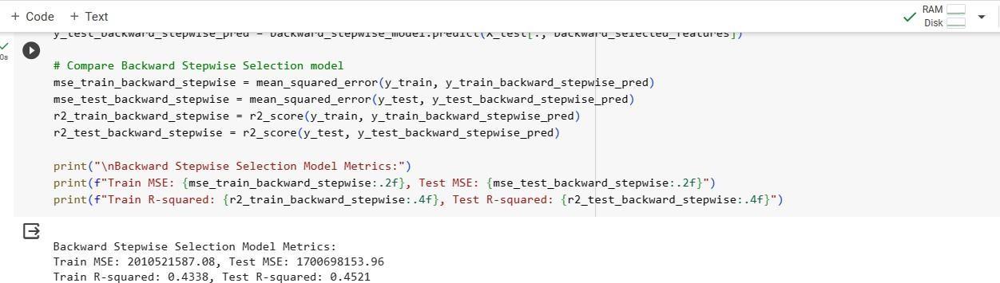 + Code + Text
RAM
Disk
y_test_backward_stepwise_pred = backward_stepwise_model.predict(X_test[:, backward_selected_features])
0s
# Compare Backward Stepwise Selection model
mse_train_backward_stepwise = mean_squared_error(y_train, y_train_backward_stepwise_pred)
mse_test_backward_stepwise = mean_squared_error(y_test, y_test_backward_stepwise_pred)
r2_train_backward_stepwise = r2_score(y_train, y_train_backward_stepwise_pred)
r2_test_backward_stepwise = r2_score(y_test, y_test_backward_stepwise_pred)
print("\nBackward Stepwise Selection Model Metrics:")
print(f"Train MSE: {mse_train_backward_stepwise:.2f}, Test MSE: {mse_test_backward_stepwise:.2f}")
print(f"Train R-squared: {r2_train_backward_stepwise:.4f}, Test R-squared: {r2_test_backward_stepwise:.4f}")
Backward Stepwise Selection Model Metrics:
Train MSE: 2010521587.08, Test MSE: 1700698153.96
Train R-squared: 0.4338, Test R-squared: 0.4521